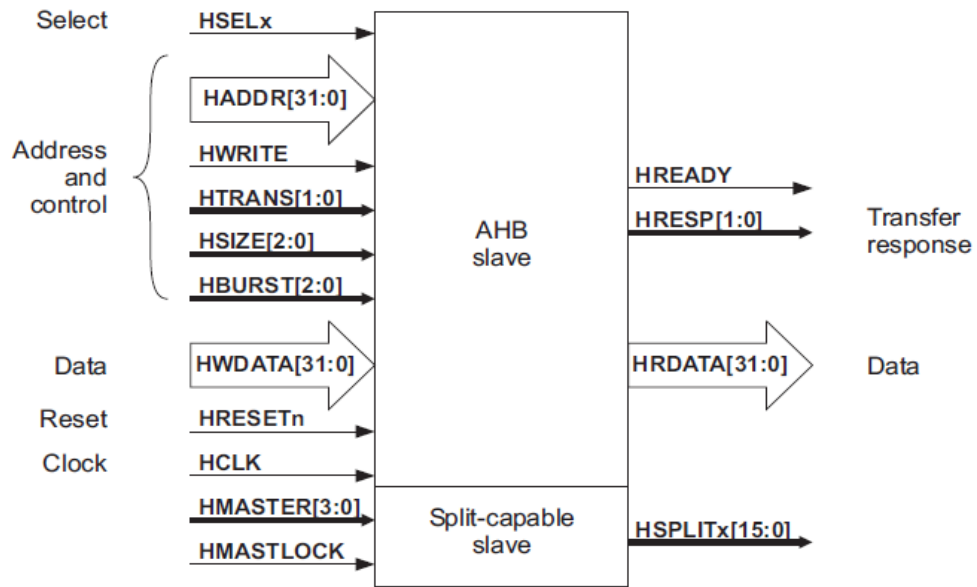 Select
HSELx
HADDR[31:0]
Address
and
control
HWRITE
HTRANS[1:0]
HSIZE[2:0]
HBURST[2:0]
Data
HWDATA[31:0]
Reset
HRESETn
Clock
HCLK
HMASTER[3:0]
HMASTLOCK
AHB
slave
Split-capable
slave
HREADY
HRESP[1:0]
Transfer
response
HRDATA[31:0]
Data
HSPLITx[15:0]